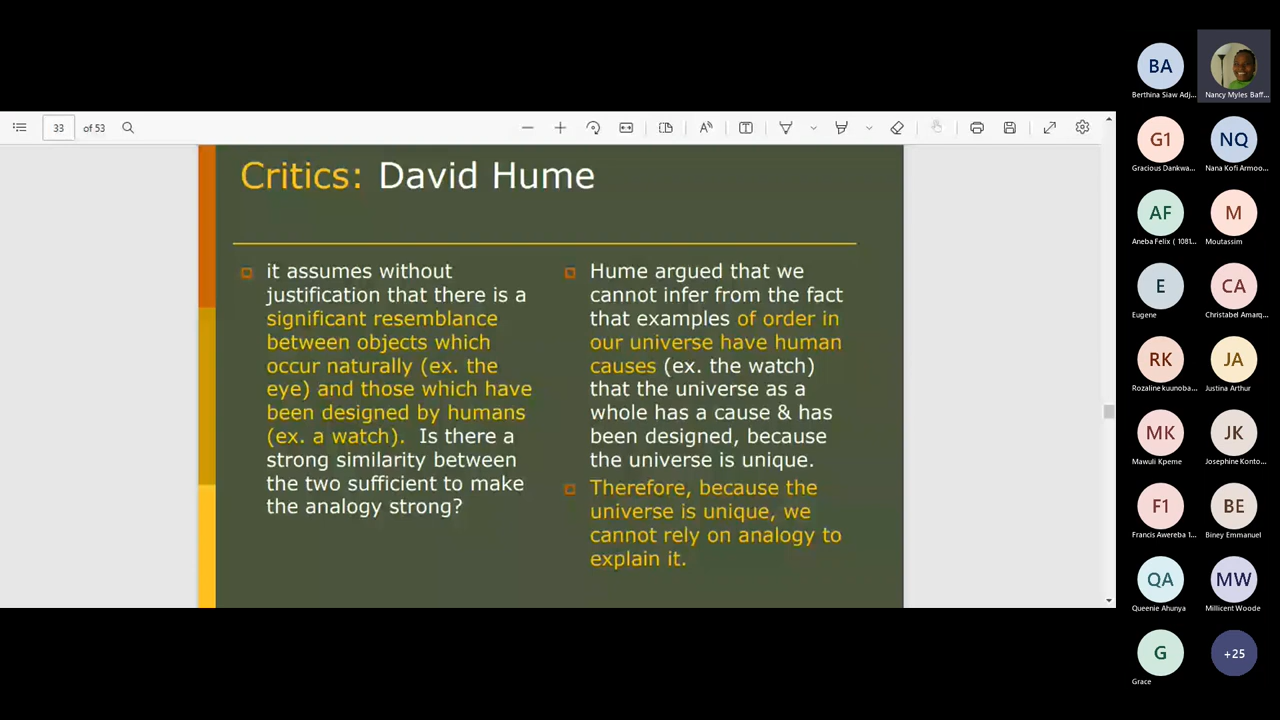 33 of 53
Critics: David Hume
it assumes without
justification that there is a
significant resemblance
between objects which
occur naturally (ex. the
eye) and those which have
been designed by humans
(ex. a watch). Is there a
strong similarity between
the two sufficient to make
the analogy strong?
Hume argued that we
cannot infer from the fact
that examples of order in
our universe have human
causes (ex. the watch)
that the universe as a
whole has a cause & has
been designed, because
the universe is unique.
Therefore, because the
universe is unique, we
cannot rely on analogy to
explain it.
BA
Berthina Siaw Adj...
Nancy Myles Baff...
G1
Gracious Dankwa...
NQ
Nana Kofi Armoo...
AF
Aneba Felix ( 1081...
M
Moutassim
E
Eugene
CA
Christabel Amarq...
RK
Rozaline kuunoba...
JA
Justina Arthur
MK
Mawuli Kpeme
JK
Josephine Konto...
F1
Francis Awereba 1...
BE
Biney Emmanuel
QA
Queenie Ahunya
MW
Millicent Woode
G
Grace
+25